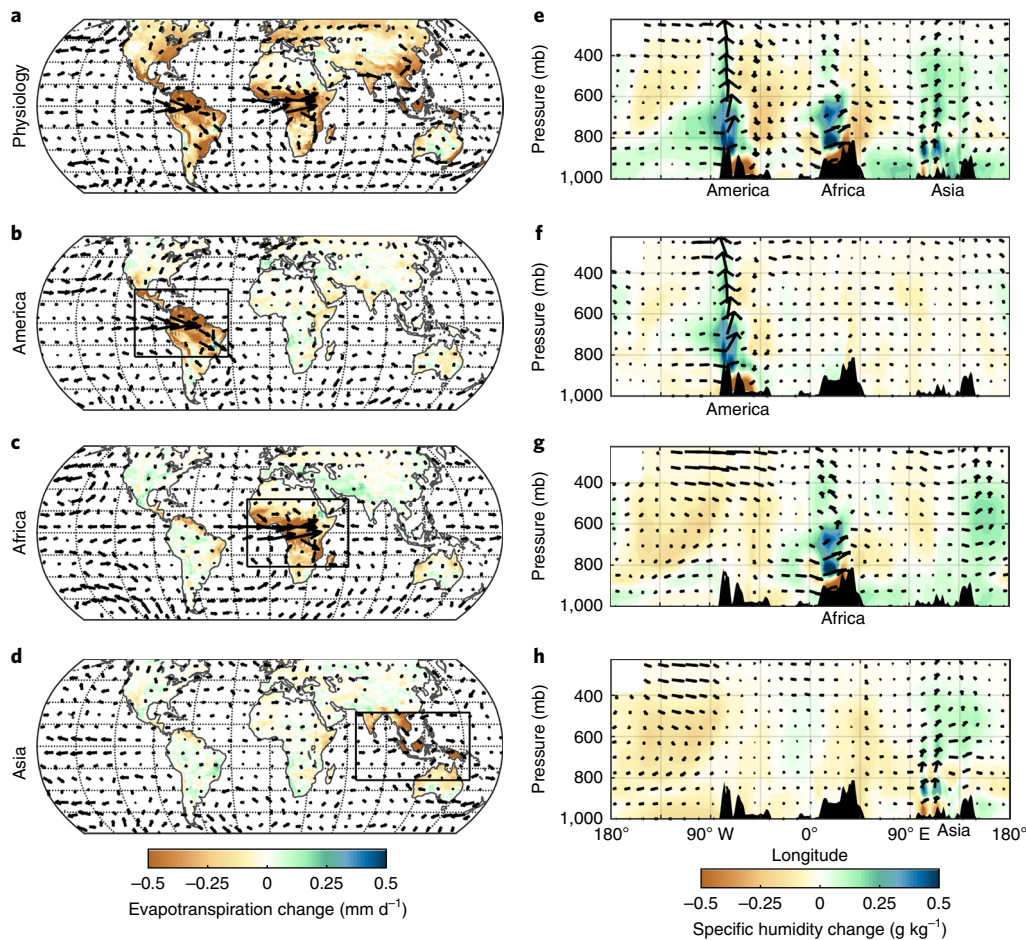 a
Physiology
b
America
c
Africa
d
Asia
−0.5 −0.25 0 0.25 0.5
Evapotranspiration change (mm d−1)
e
Pressure (mb)
400
600
800
1,000
America Africa Asia
f
Pressure (mb)
400
600
800
1,000
America
g
Pressure (mb)
400
600
800
1,000
Africa
h
Pressure (mb)
400
600
800
1,000
180° 90° W 0° 90° E Asia 180°
Longitude
−0.5 −0.25 0 0.25 0.5
Specific humidity change (g kg−1)